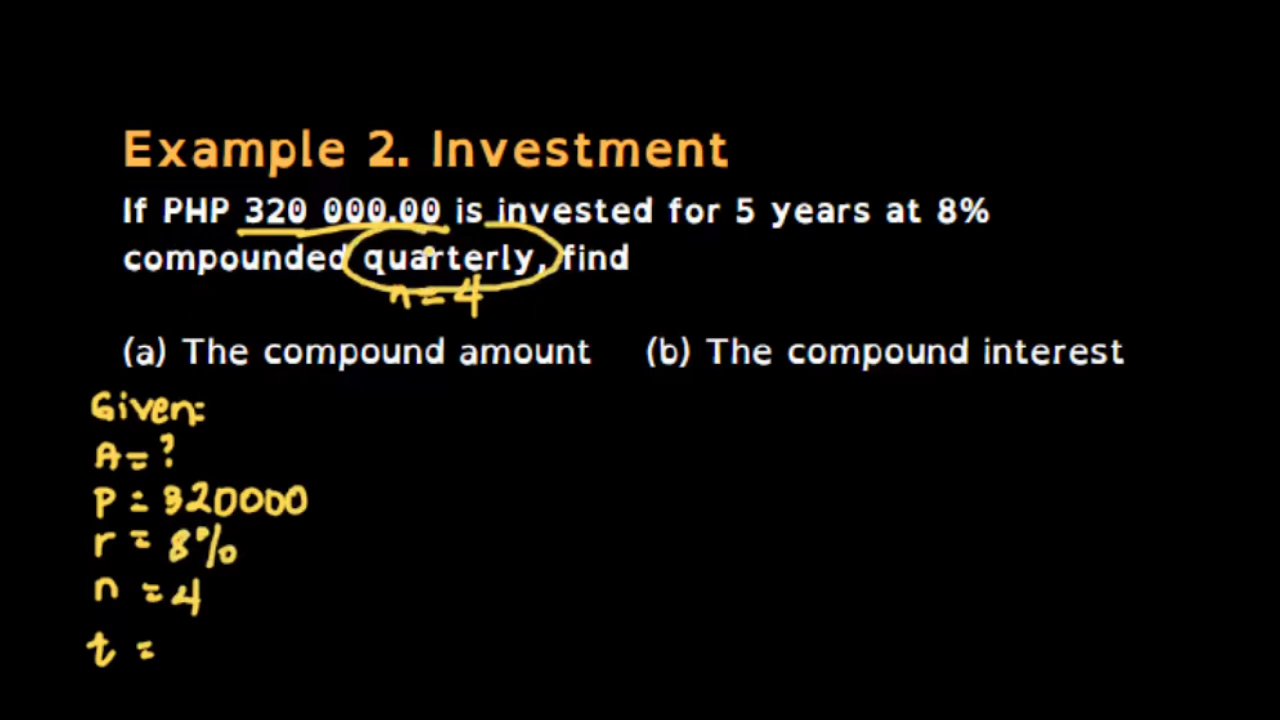 Example 2. Investment
If PHP 320 000.00 is invested for 5 years at 8%
compounded quarterly, find
n = 4
(a) The compound amount (b) The compound interest
Given:
A = ?
P = 320000
r = 8%
n = 4
t =